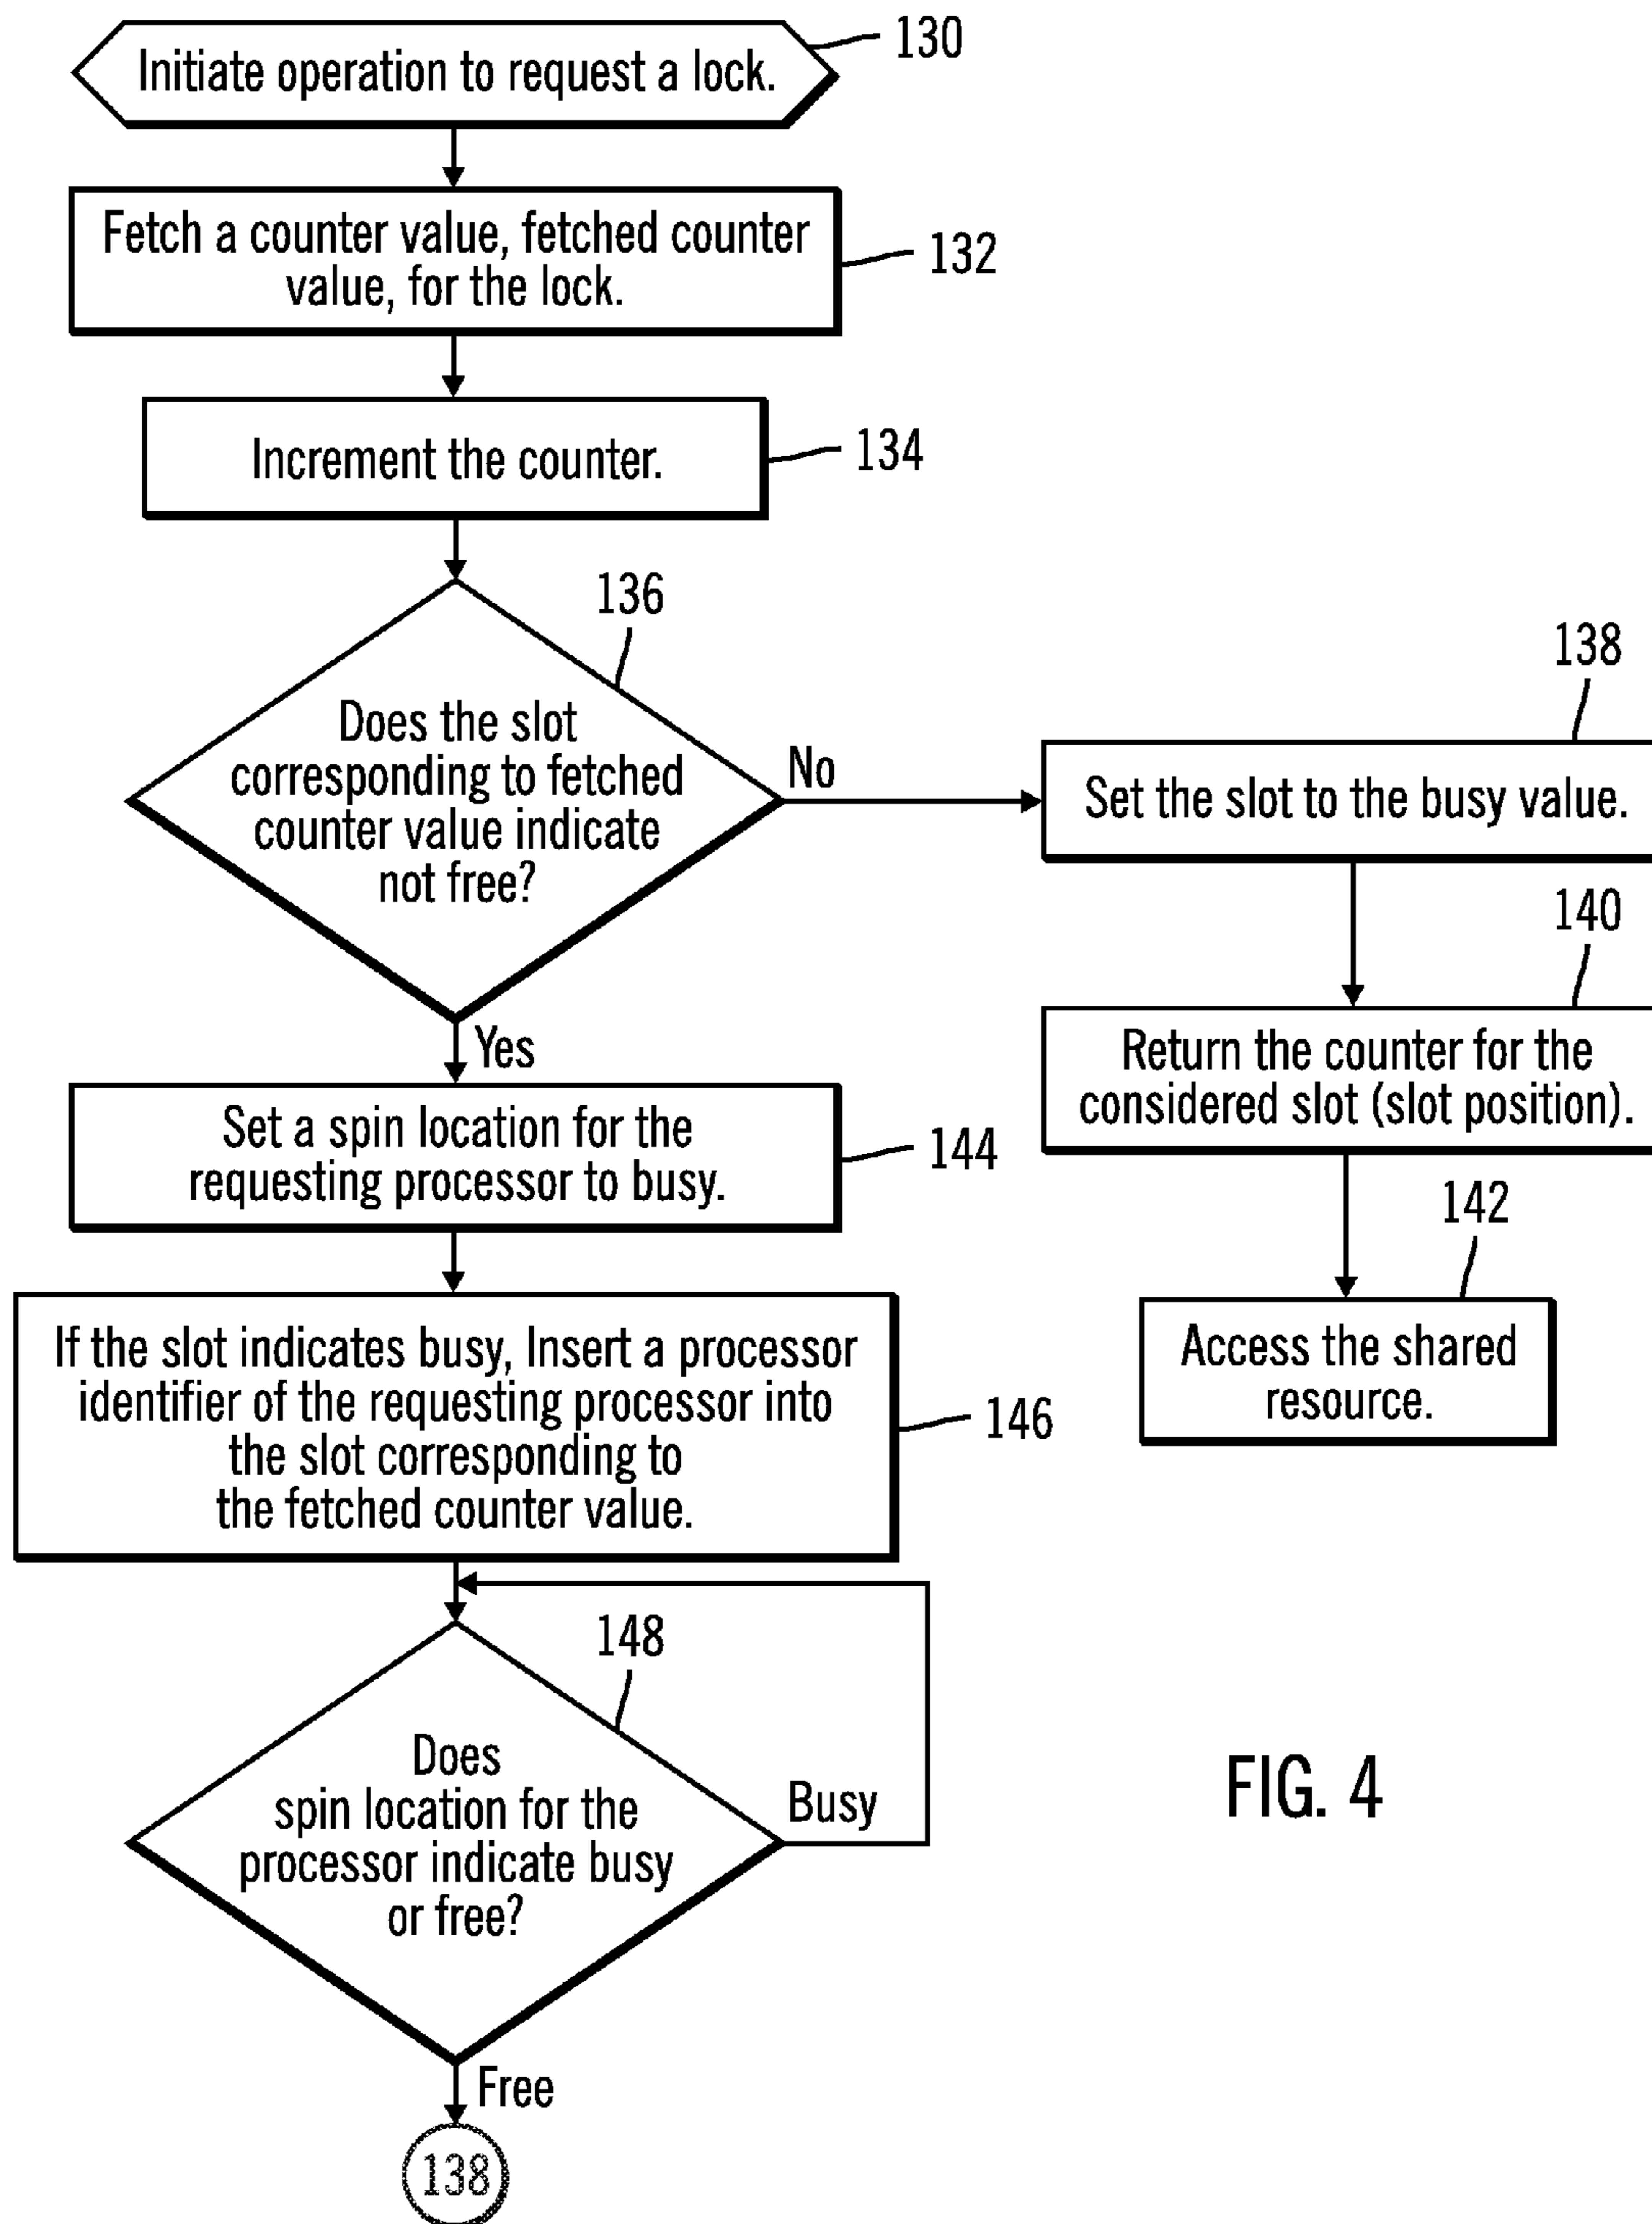 Initiate operation to request a lock.
130
Fetch a counter value, fetched counter
value, for the lock.
132
Increment the counter.
134
136
Does the slot
corresponding to fetched
counter value indicate
not free?
No
Yes
138
Set the slot to the busy value.
140
Return the counter for the
considered slot (slot position).
142
Access the shared
resource.
Set a spin location for the
requesting processor to busy.
144
If the slot indicates busy, Insert a processor
identifier of the requesting processor into
the slot corresponding to
the fetched counter value.
146
148
Does
spin location for the
processor indicate busy
or free?
Busy
Free
138
FIG. 4